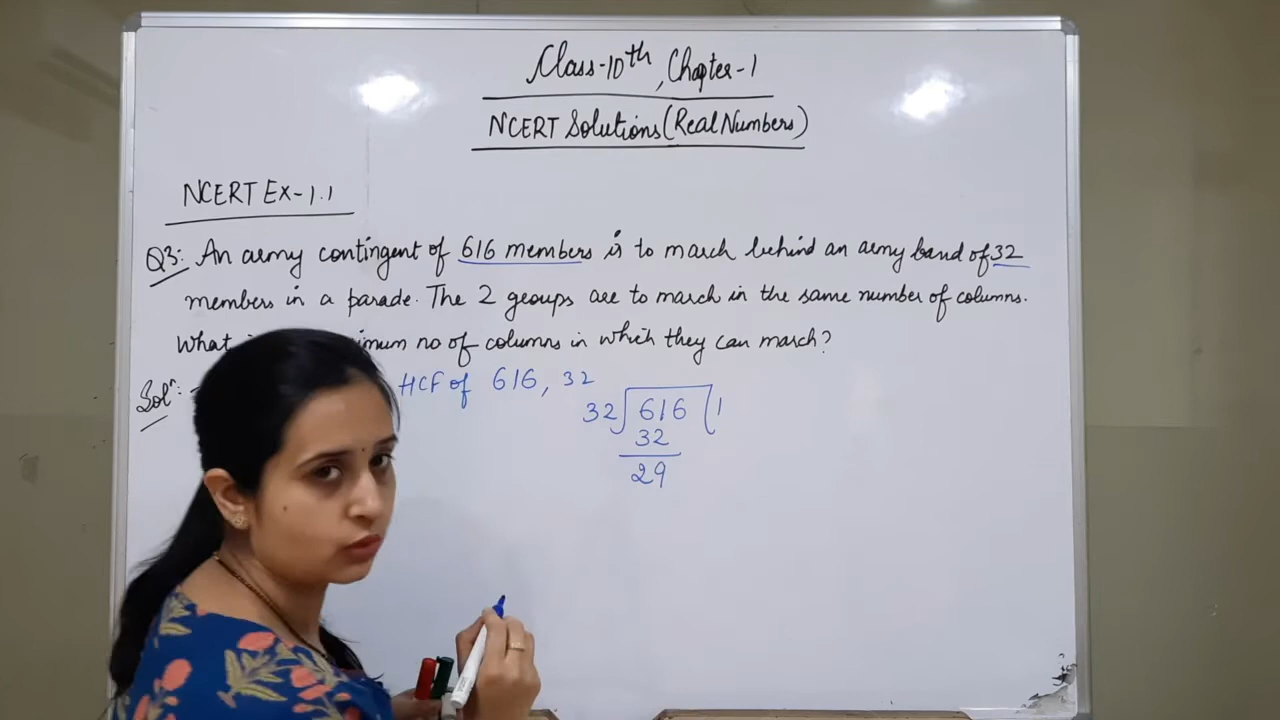 Class-10th, Chapter-1
NCERT Solutions (Real Numbers)
NCERT Ex-1.1
Q3: An army contingent of 616 members is to march behind an army band of 32
members in a parade. The 2 groups are to march in the same number of columns.
What no of columns in which they can march?
Solⁿ: HCF of 616, 32
32 616 1
32
29